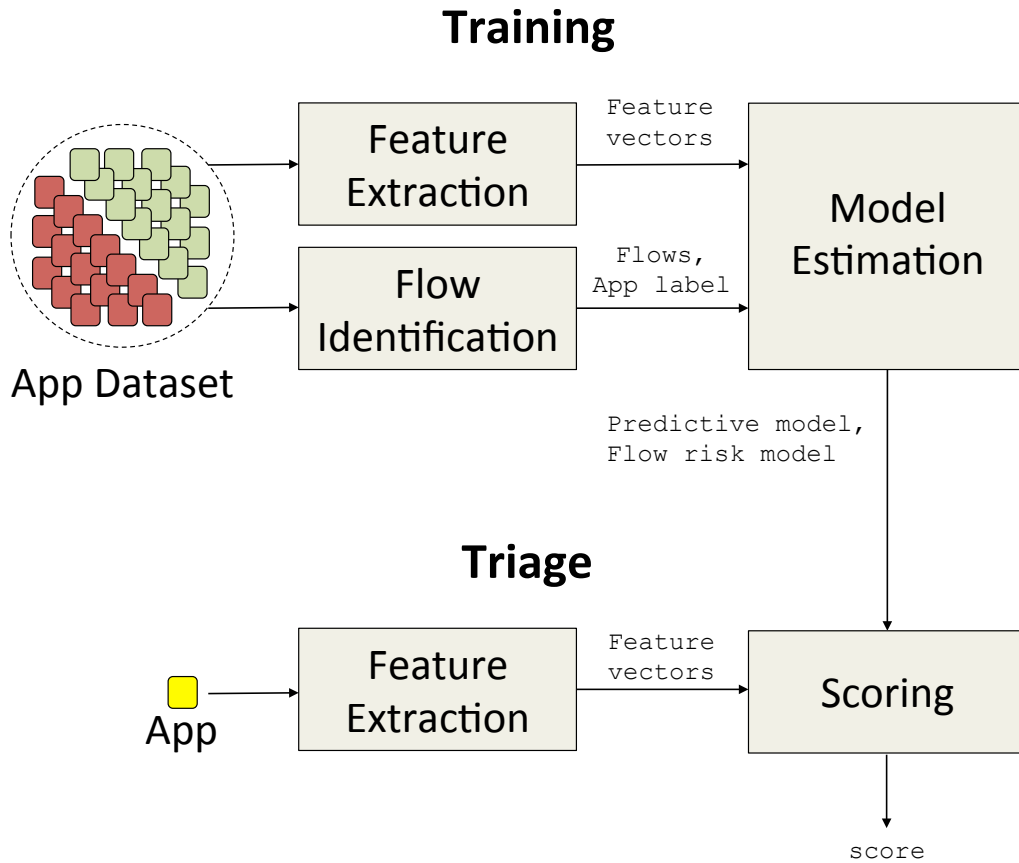 Training
Feature
Extraction
Feature
vectors
Model
Estimation
Flow
Identification
Flows,
App label
App Dataset
Predictive model,
Flow risk model
Triage
Feature
Extraction
Feature
vectors
Scoring
App
score